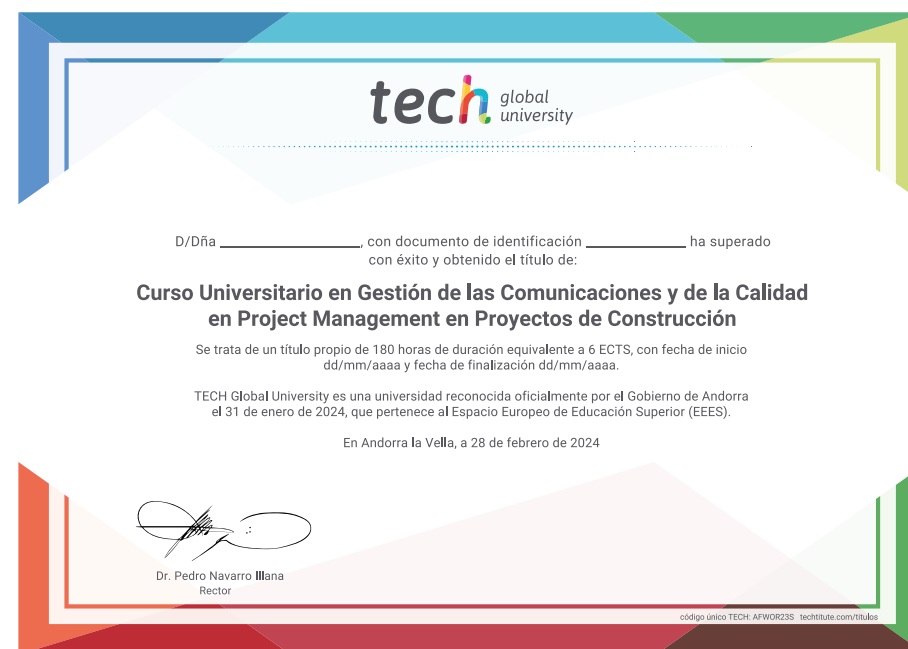 tech global university
D/Dña ________________, con documento de identificación ____________ ha superado
con éxito y obtenido el título de:
Curso Universitario en Gestión de las Comunicaciones y de la Calidad
en Project Management en Proyectos de Construcción
Se trata de un título propio de 180 horas de duración equivalente a 6 ECTS, con fecha de inicio
dd/mm/aaaa y fecha de finalización dd/mm/aaaa.
TECH Global University es una universidad reconocida oficialmente por el Gobierno de Andorra
el 31 de enero de 2024, que pertenece al Espacio Europeo de Educación Superior (EEES).
En Andorra la Vella, a 28 de febrero de 2024
Dr. Pedro Navarro Illana
Rector
código único TECH: AFWOR23S techtitute.com/titulos